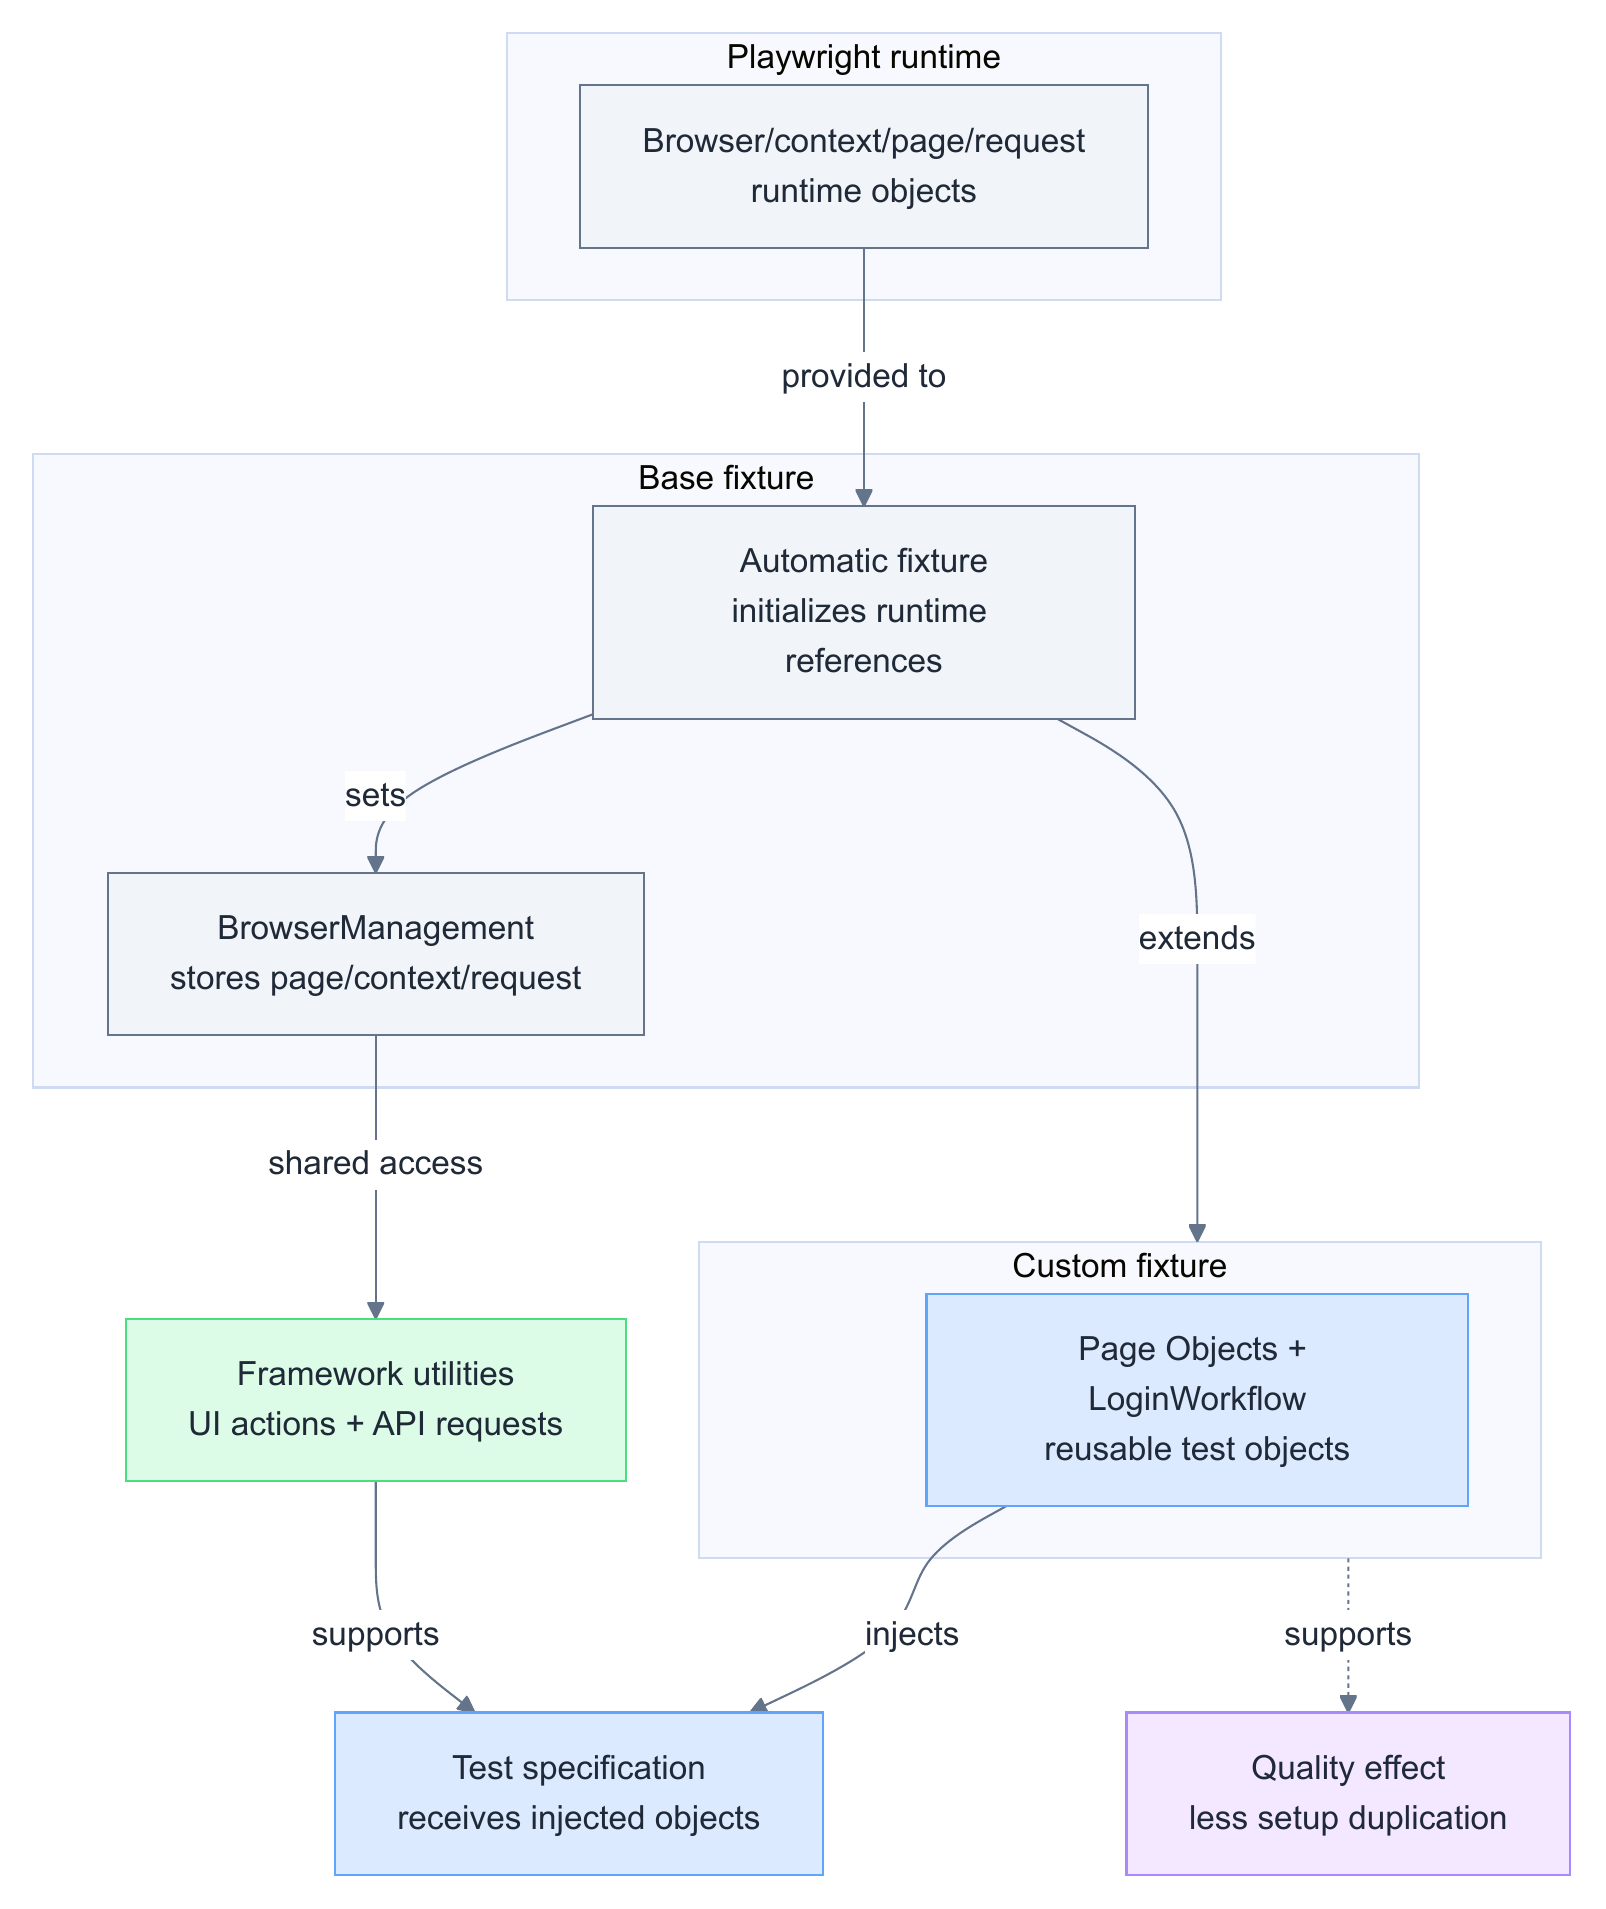 Playwright runtime
Browser/context/page/request
runtime objects
provided to
Base fixture
Automatic fixture
initializes runtime
references
sets
BrowserManagement
stores page/context/request
extends
shared access
Custom fixture
Page Objects +
LoginWorkflow
reusable test objects
Framework utilities
UI actions + API requests
supports
injects
supports
Test specification
receives injected objects
Quality effect
less setup duplication